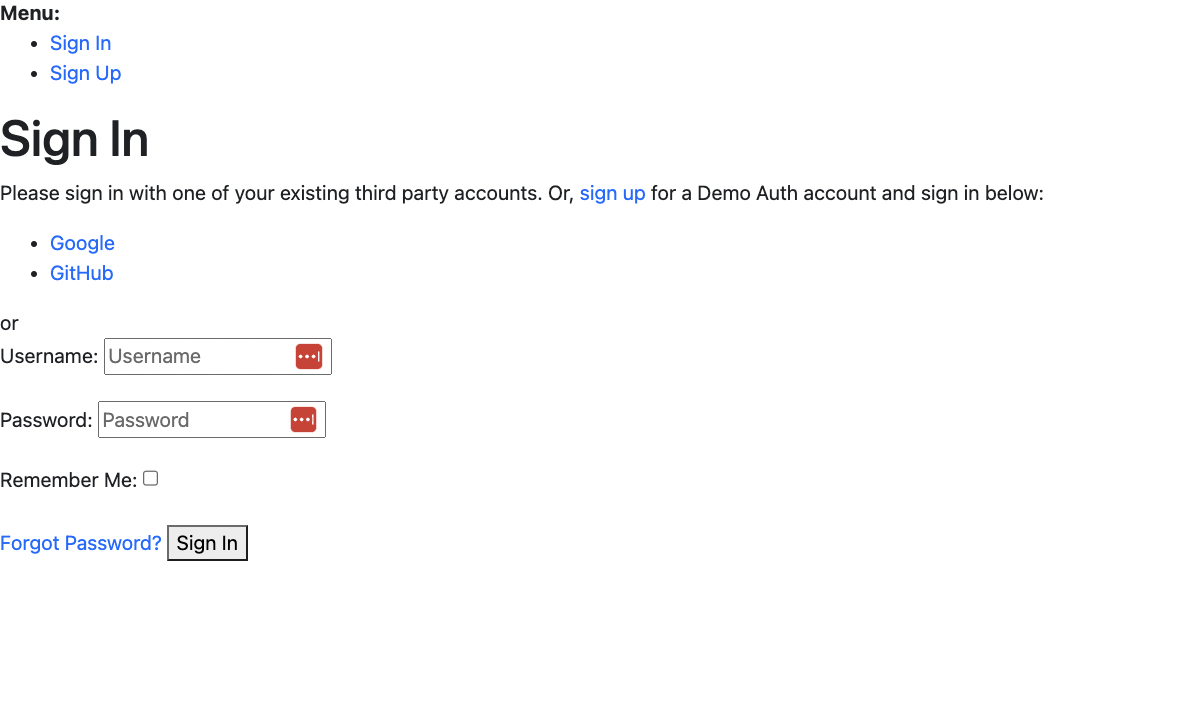 Menu:
Sign In
Sign Up
Sign In
Please sign in with one of your existing third party accounts. Or, sign up for a Demo Auth account and sign in below:
Google
GitHub
or
Username: Username
Password: Password
Remember Me:
Forgot Password? Sign In